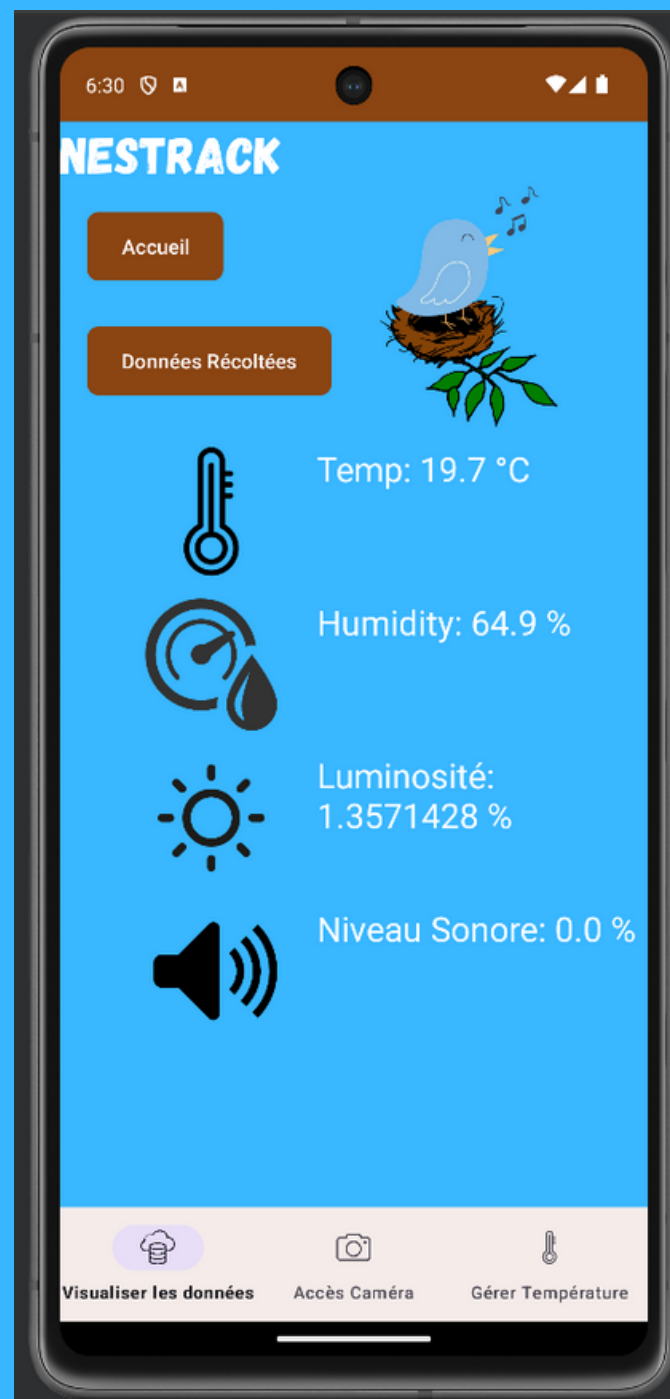 6:30
NESTRACK
Accueil
Données Récoltées
Temp: 19.7 °C
Humidity: 64.9 %
Luminosité:
1.3571428 %
Niveau Sonore: 0.0 %
Visualiser les données Accès Caméra Gérer Température